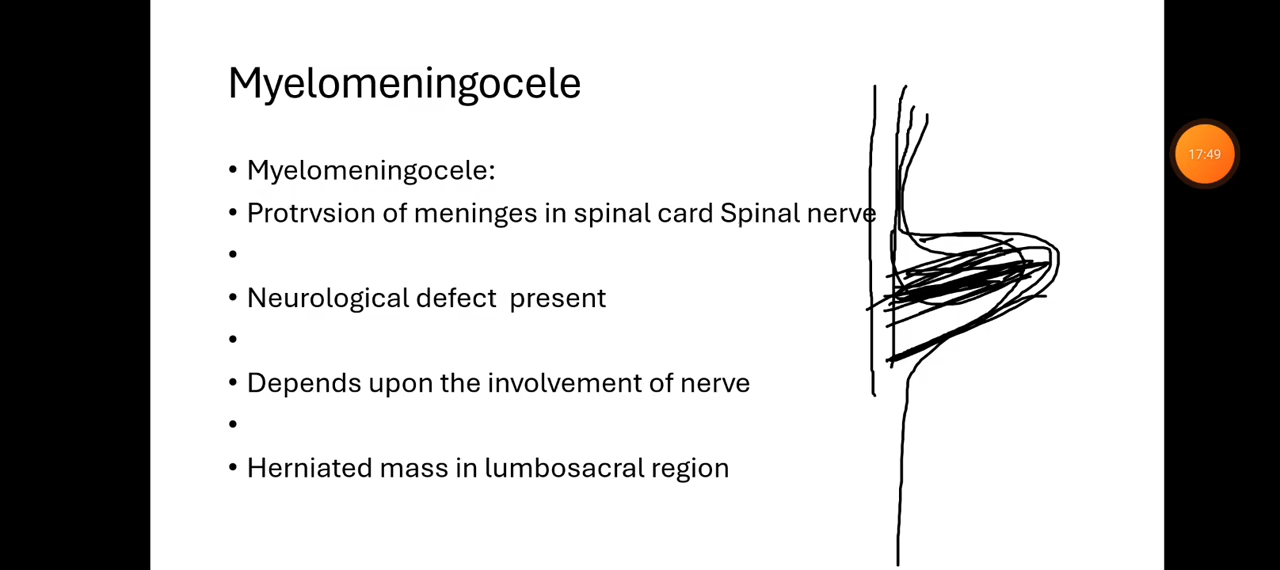 Myelomeningocele
• Myelomeningocele:
• Protrvsion of meninges in spinal card Spinal nerve
•
• Neurological defect  present
•
• Depends upon the involvement of nerve
•
• Herniated mass in lumbosacral region
17:49